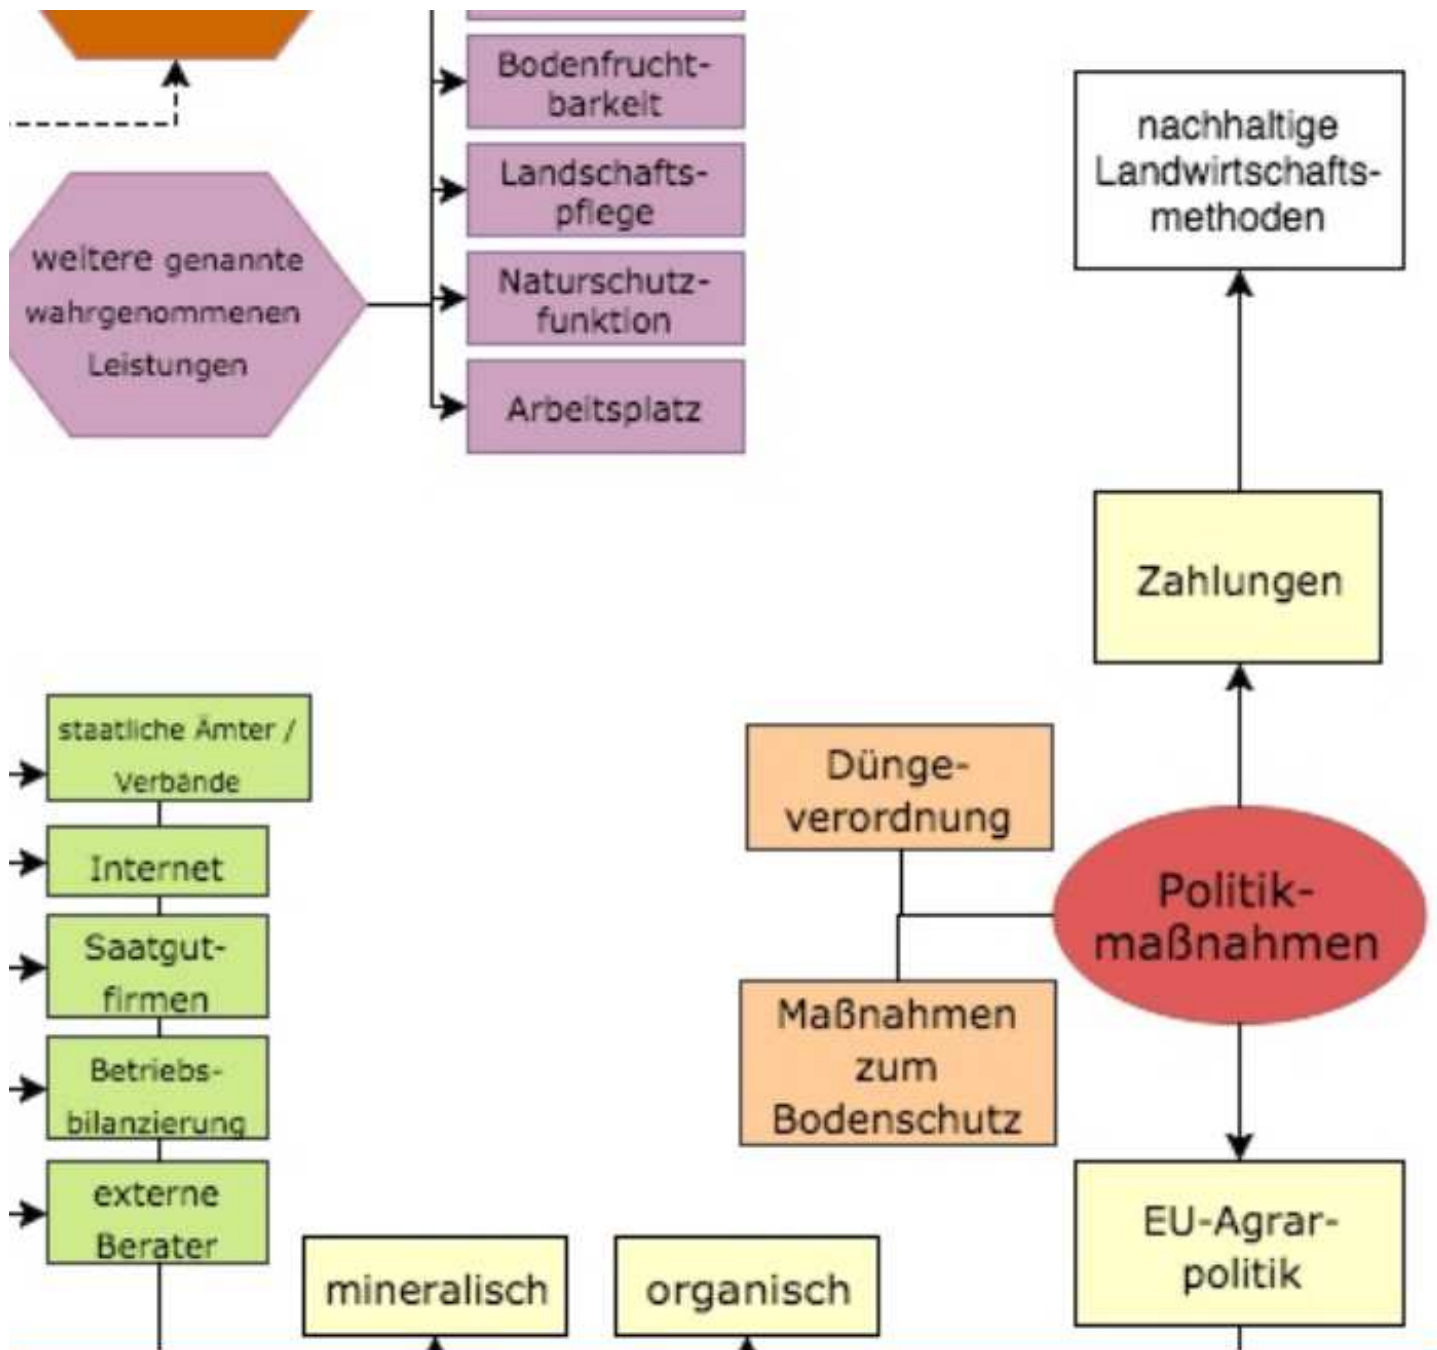 Bodenfrucht-
barkeit
Landschafts-
pflege
Naturschutz-
funktion
Arbeitsplatz
weitere genannte
wahrgenommenen
Leistungen
nachhaltige
Landwirtschafts-
methoden
Zahlungen
Dünge-
verordnung
Politik-
maßnahmen
Maßnahmen
zum
Bodenschutz
EU-Agrar-
politik
staatliche Ämter /
Verbände
Internet
Saatgut-
firmen
Betriebs-
bilanzierung
externe
Berater
mineralisch
organisch